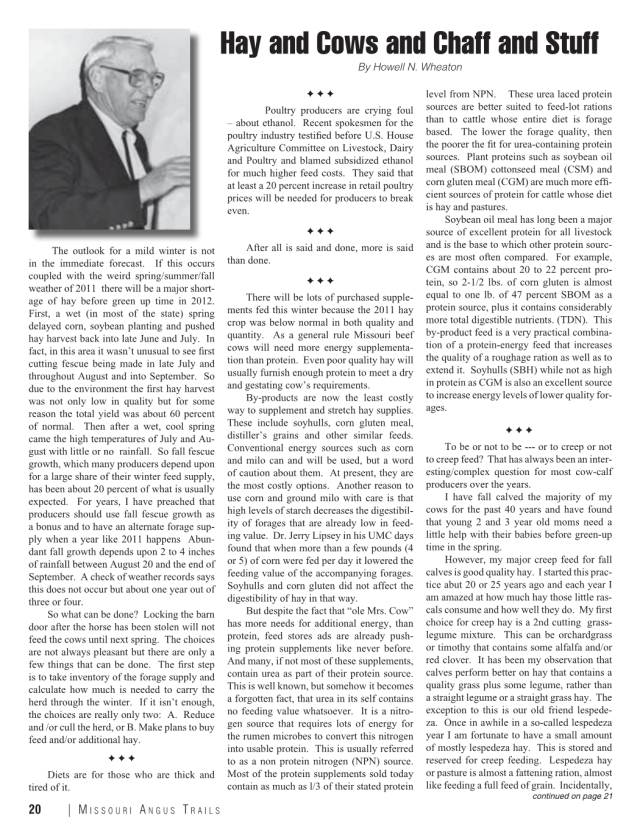 Hay and Cows and Chaff and Stuff
By Howell N. Wheaton
The outlook for a mild winter is not
in the immediate forecast. If this occurs
coupled with the weird spring/summer/fall
weather of 2011 there will be a major short-
age of hay before green up time in 2012.
First, a wet (in most of the state) spring
delayed corn, soybean planting and pushed
hay harvest back into late June and July. In
fact, in this area it wasn't unusual to see first
cutting fescue being made in late July and
throughout August and into September. So
due to the environment the first hay harvest
was not only low in quality but for some
reason the total yield was about 60 percent
of normal. Then after a wet, cool spring
came the high temperatures of July and Au-
gust with little or no rainfall. So fall fescue
growth, which many producers depend upon
for a large share of their winter feed supply,
has been about 20 percent of what is usually
expected. For years, I have preached that
producers should use fall fescue growth as
a bonus and to have an alternate forage sup-
ply when a year like 2011 happens Abun-
dant fall growth depends upon 2 to 4 inches
of rainfall between August 20 and the end of
September. A check of weather records says
this does not occur but about one year out of
three or four.
So what can be done? Locking the barn
door after the horse has been stolen will not
feed the cows until next spring. The choices
are not always pleasant but there are only a
few things that can be done. The first step
is to take inventory of the forage supply and
calculate how much is needed to carry the
herd through the winter. If it isn't enough,
the choices are really only two: A. Reduce
and /or cull the herd, or B. Make plans to buy
feed and/or additional hay.
✦✦✦
Diets are for those who are thick and
tired of it.
✦✦✦
Poultry producers are crying foul
– about ethanol. Recent spokesmen for the
poultry industry testified before U.S. House
Agriculture Committee on Livestock, Dairy
and Poultry and blamed subsidized ethanol
for much higher feed costs. They said that
at least a 20 percent increase in retail poultry
prices will be needed for producers to break
even.
✦✦✦
After all is said and done, more is said
than done.
✦✦✦
There will be lots of purchased supple-
ments fed this winter because the 2011 hay
crop was below normal in both quality and
quantity. As a general rule Missouri beef
cows will need more energy supplementa-
tion than protein. Even poor quality hay will
usually furnish enough protein to meet a dry
and gestating cow's requirements.
By-products are now the least costly
way to supplement and stretch hay supplies.
These include soyhulls, corn gluten meal,
distiller's grains and other similar feeds.
Conventional energy sources such as corn
and milo can and will be used, but a word
of caution about them. At present, they are
the most costly options. Another reason to
use corn and ground milo with care is that
high levels of starch decreases the digestibil-
ity of forages that are already low in feed-
ing value. Dr. Jerry Lipsey in his UMC days
found that when more than a few pounds (4
or 5) of corn were fed per day it lowered the
feeding value of the accompanying forages.
Soyhulls and corn gluten did not affect the
digestibility of hay in that way.
But despite the fact that “ole Mrs. Cow”
has more needs for additional energy, than
protein, feed stores ads are already push-
ing protein supplements like never before.
And many, if not most of these supplements,
contain urea as part of their protein source.
This is well known, but somehow it becomes
a forgotten fact, that urea in its self contains
no feeding value whatsoever. It is a nitro-
gen source that requires lots of energy for
the rumen microbes to convert this nitrogen
into usable protein. This is usually referred
to as a non protein nitrogen (NPN) source.
Most of the protein supplements sold today
contain as much as l/3 of their stated protein
level from NPN. These urea laced protein
sources are better suited to feed-lot rations
than to cattle whose entire diet is forage
based. The lower the forage quality, then
the poorer the fit for urea-containing protein
sources. Plant proteins such as soybean oil
meal (SBOM) cottonseed meal (CSM) and
corn gluten meal (CGM) are much more effi-
cient sources of protein for cattle whose diet
is hay and pastures.
Soybean oil meal has long been a major
source of excellent protein for all livestock
and is the base to which other protein sourc-
es are most often compared. For example,
CGM contains about 20 to 22 percent pro-
tein, so 2-1/2 lbs. of corn gluten is almost
equal to one lb. of 47 percent SBOM as a
protein source, plus it contains considerably
more total digestible nutrients. (TDN). This
by-product feed is a very practical combina-
tion of a protein-energy feed that increases
the quality of a roughage ration as well as to
extend it. Soyhulls (SBH) while not as high
in protein as CGM is also an excellent source
to increase energy levels of lower quality for-
ages.
✦✦✦
To be or not to be --- or to creep or not
to creep feed? That has always been an inter-
esting/complex question for most cow-calf
producers over the years.
I have fall calved the majority of my
cows for the past 40 years and have found
that young 2 and 3 year old moms need a
little help with their babies before green-up
time in the spring.
However, my major creep feed for fall
calves is good quality hay. I started this prac-
tice abut 20 or 25 years ago and each year I
am amazed at how much hay those little ras-
cals consume and how well they do. My first
choice for creep hay is a 2nd cutting grass-
legume mixture. This can be orchardgrass
or timothy that contains some alfalfa and/or
red clover. It has been my observation that
calves perform better on hay that contains a
quality grass plus some legume, rather than
a straight legume or a straight grass hay. The
exception to this is our old friend lespede-
za. Once in awhile in a so-called lespedeza
year I am fortunate to have a small amount
of mostly lespedeza hay. This is stored and
reserved for creep feeding. Lespedeza hay
or pasture is almost a fattening ration, almost
like feeding a full feed of grain. Incidentally,
continued on page 21
20 | Missouri Angus Trails